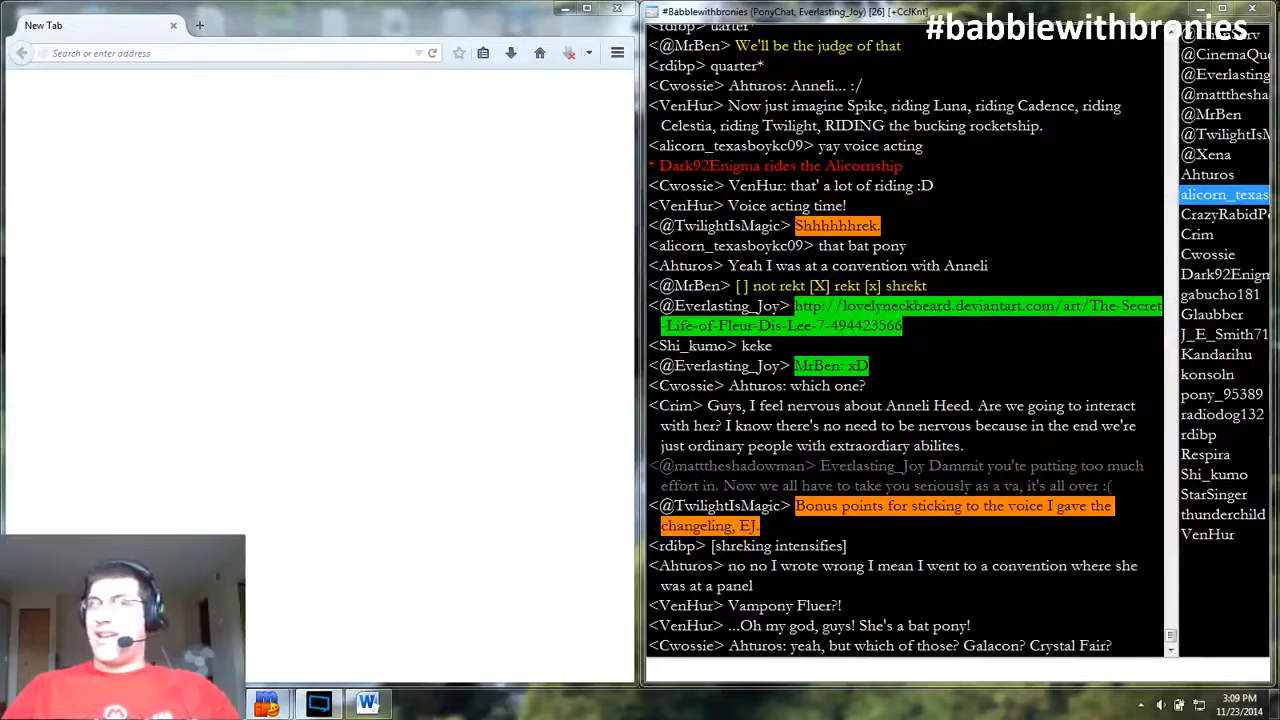 New Tab
Search or enter address
#Babblewithbronies (PonyChat, Everlasting_Joy) [26] [+CcJKnt]
#babblewithbronies
<rdibp> uarter
<@MrBen> We'll be the judge of that
<rdibp> quarter*
<Cwossie> Ahturos: Anneli... :/
<VenHur> Now just imagine Spike, riding Luna, riding Cadence, riding
Celestia, riding Twilight, RIDING the bucking rocketship.
<alicorn_texasboykc09> yay voice acting
* Dark92Enigma rides the Alicornship
<Cwossie> VenHur: that' a lot of riding :D
<VenHur> Voice acting time!
<@TwilightIsMagic> Shhhhhhrek.
<alicorn_texasboykc09> that bat pony
<Ahturos> Yeah I was at a convention with Anneli
<@MrBen> [ ] not rekt [X] rekt [x] shrekt
<@Everlasting_Joy> http://lovelyneckbeard.deviantart.com/art/The-Secret
-Life-of-Fleur-Dis-Lee-7-494423566
<Shi_kumo> keke
<@Everlasting_Joy> MrBen: xD
<Cwossie> Ahturos: which one?
<Crim> Guys, I feel nervous about Anneli Heed. Are we going to interact
with her? I know there's no need to be nervous because in the end we're
just ordinary people with extraordiary abilites.
<@matttheshadowman> Everlasting_Joy Dammit you're putting too much
effort in. Now we all have to take you seriously as a va, it's all over :(
<@TwilightIsMagic> Bonus points for sticking to the voice I gave the
changeling, EJ.
<rdibp> [shreking intensifies]
<Ahturos> no no I wrote wrong I mean I went to a convention where she
was at a panel
<VenHur> Vampony Fluer?!
<VenHur> ...Oh my god, guys! She's a bat pony!
<Cwossie> Ahturos: yeah, but which of those? Galacon? Crystal Fair?
@CinemaQu
@Everlasting
@matttheshad
@MrBen
@TwilightIsM
@Xena
Ahturos
alicorn_texas
CrazyRabidPo
Crim
Cwossie
Dark92Enigm
gabucho181
Glaubber
J_E_Smith71
Kandarihu
konsoln
pony_95389
radiodog132
rdibp
Respira
Shi_kumo
StarSinger
thunderchild
VenHur
3:09 PM
11/23/2014